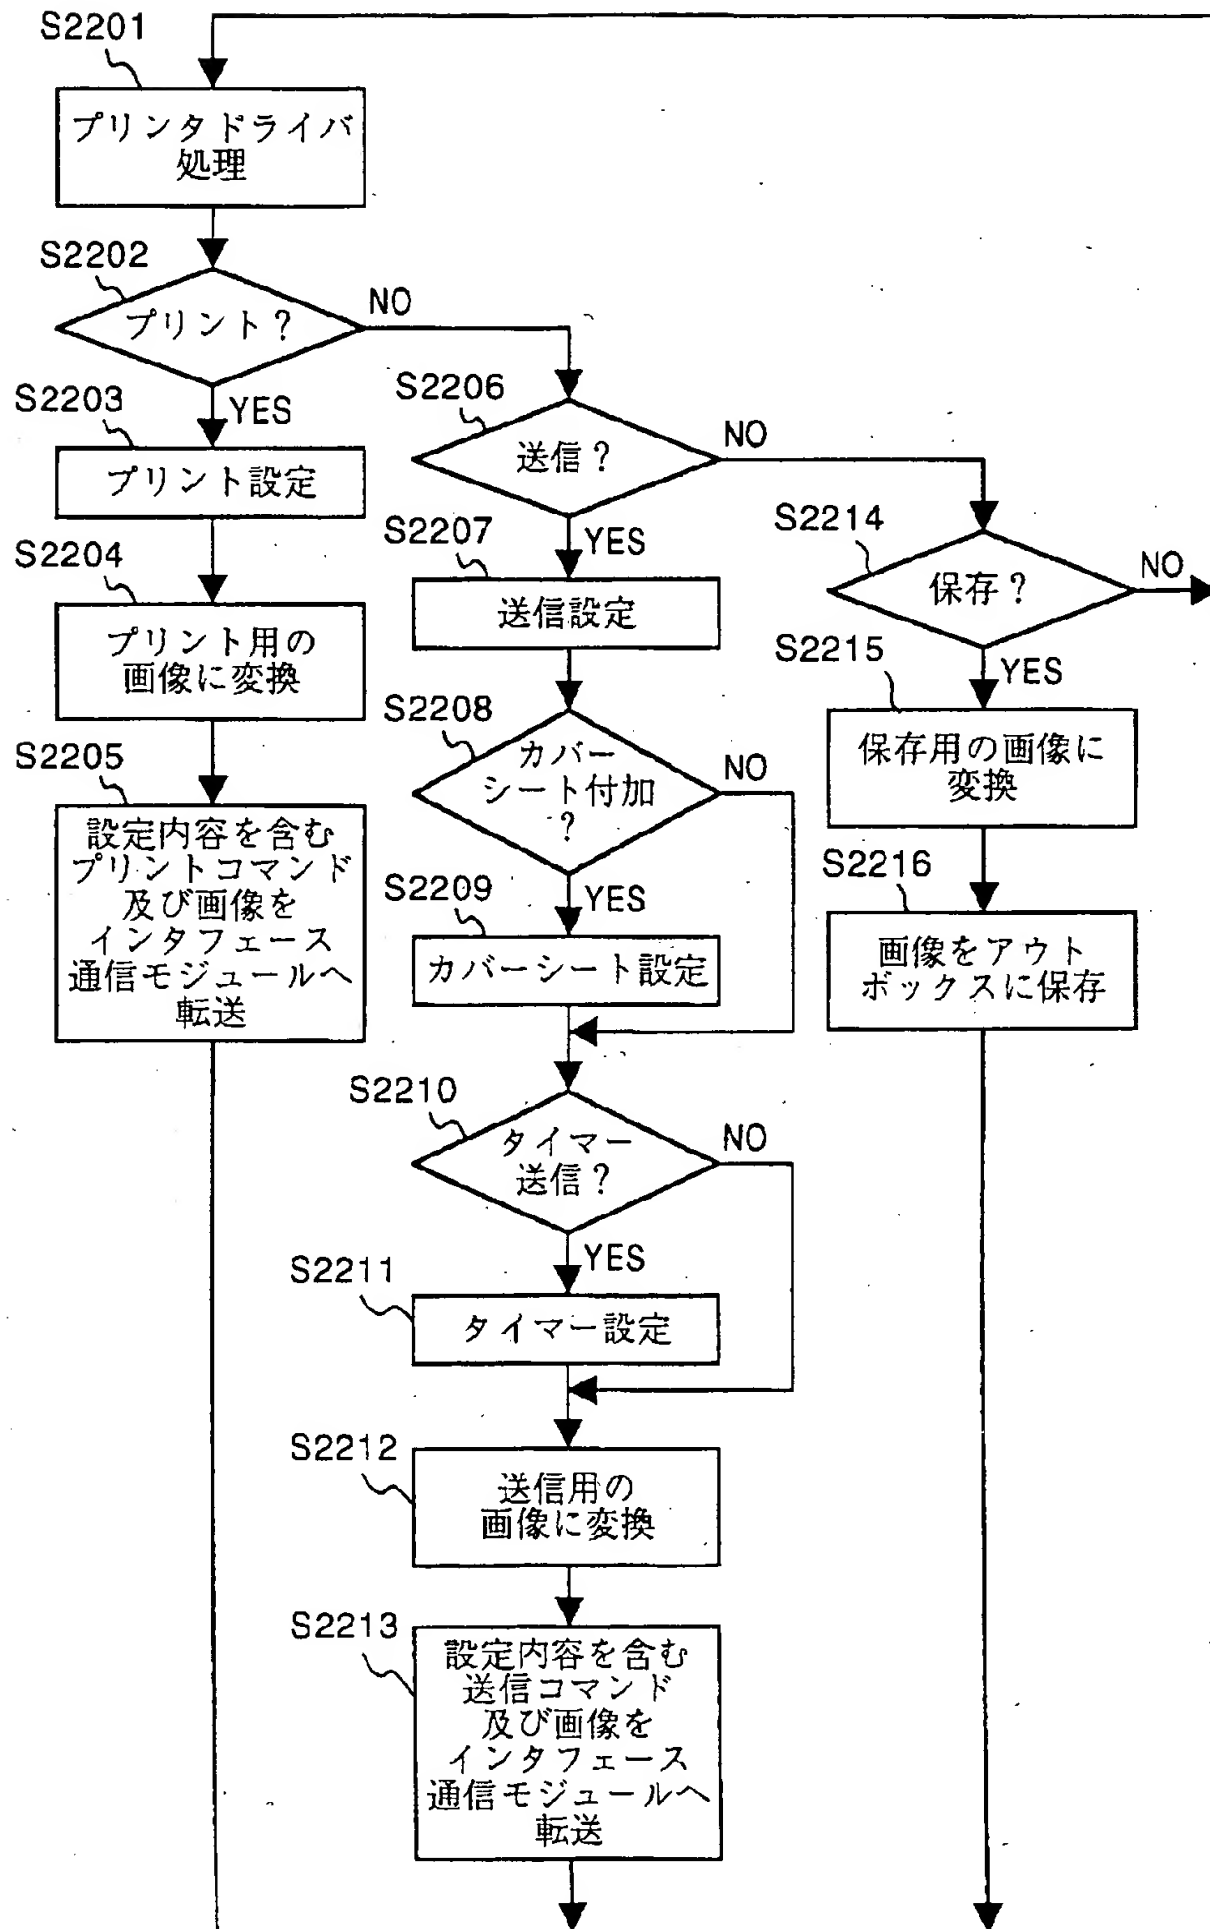 S2201
プリンタドライバ
処理
S2202
プリント？
NO
YES
S2203
プリント設定
S2204
プリント用の
画像に変換
S2205
設定内容を含む
プリントコマンド
及び画像を
インタフェース
通信モジュールへ
転送
S2206
送信？
NO
YES
S2207
送信設定
S2208
カバー
シート付加
？
NO
YES
S2209
カバーシート設定
S2210
タイマー
送信？
NO
YES
S2211
タイマー設定
S2212
送信用の
画像に変換
S2213
設定内容を含む
送信コマンド
及び画像を
インタフェース
通信モジュールへ
転送
S2214
保存？
NO
YES
S2215
保存用の画像に
変換
S2216
画像をアウト
ボックスに保存